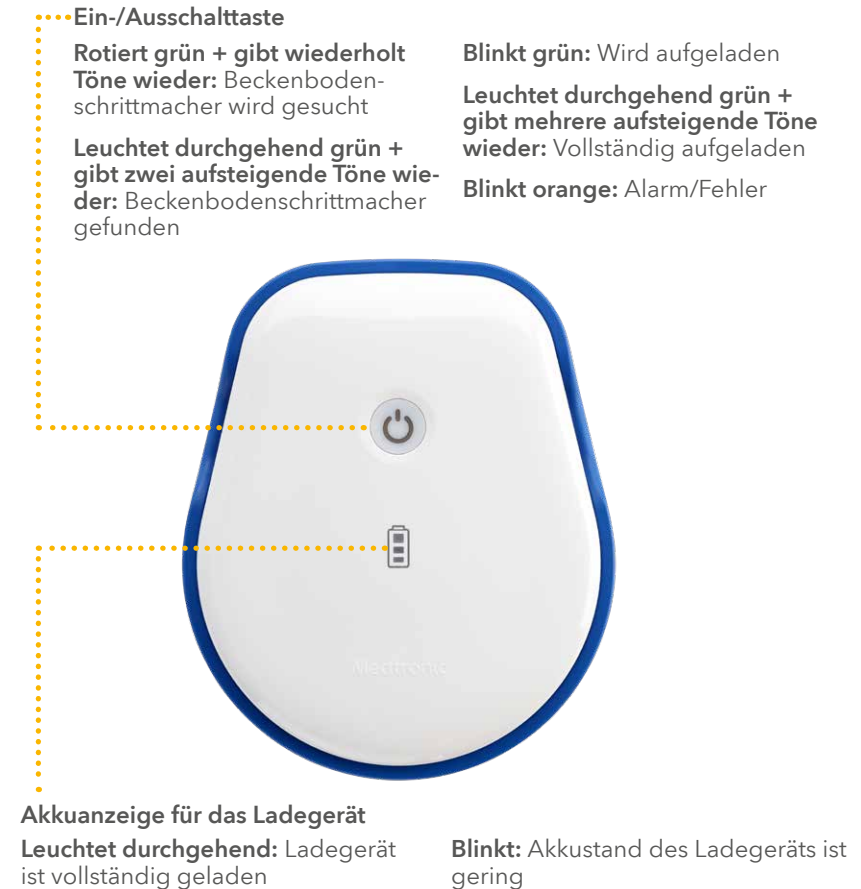 Ein-/Ausschalttaste
Rotiert grün + gibt wiederholt
Töne wieder: Beckenboden-
schrittmacher wird gesucht
Leuchtet durchgehend grün +
gibt zwei aufsteigende Töne wie-
der: Beckenbodenschrittmacher
gefunden
Blinkt grün: Wird aufgeladen
Leuchtet durchgehend grün +
gibt mehrere aufsteigende Töne
wieder: Vollständig aufgeladen
Blinkt orange: Alarm/Fehler
Medtronic
Akkuanzeige für das Ladegerät
Leuchtet durchgehend: Ladegerät
ist vollständig geladen
Blinkt: Akkustand des Ladegeräts ist
gering